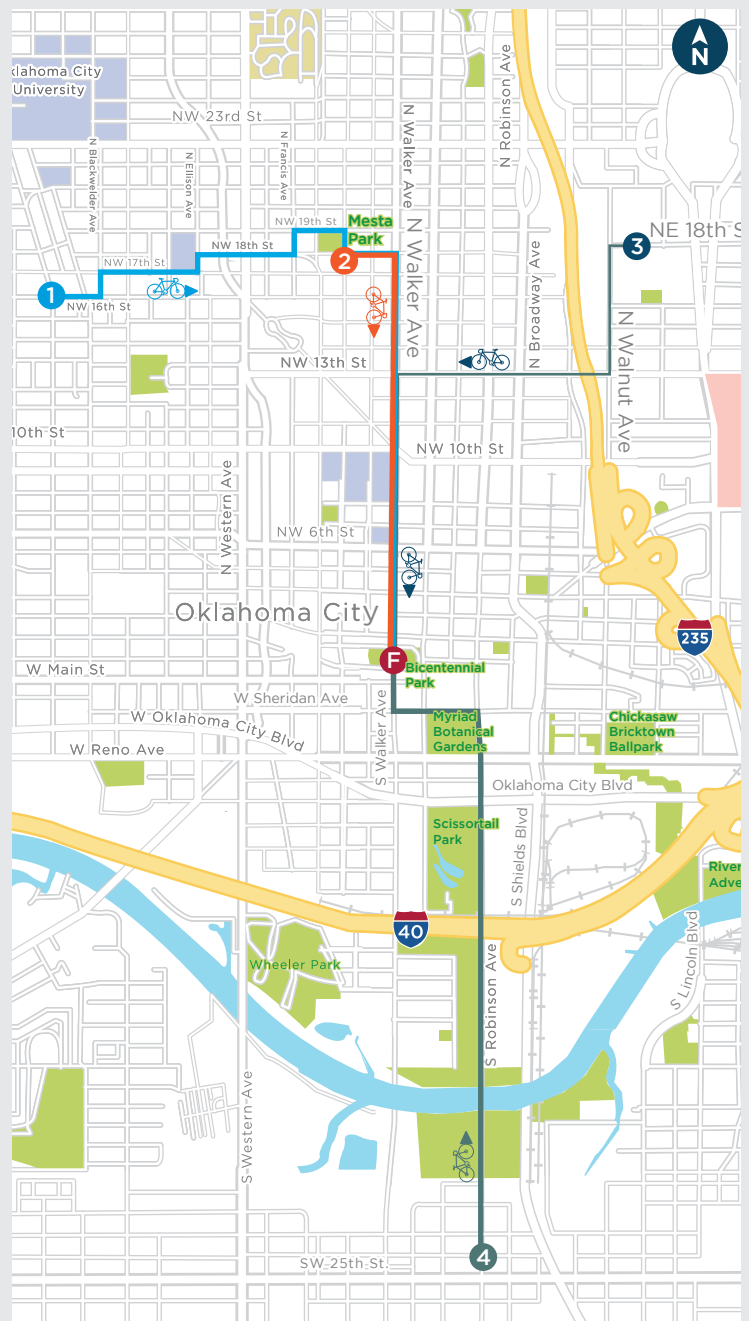 N
klahoma City
University
NW 23rd St
N Blackwelder Ave
N Ellison Ave
N Francis Ave
N Walker Ave
N Robinson Ave
NW 19th St
Mesta
Park
NW 18th St
NW 17th St
2
1
NW 16th St
N Walker Ave
N Broadway Ave
3
NE 18th S
N Walnut Ave
NW 13th St
10th St
NW 10th St
N Western Ave
NW 6th St
Oklahoma City
235
F
Bicentennial
Park
W Main St
W Sheridan Ave
W Oklahoma City Blvd
W Reno Ave
S Walker Ave
Myriad
Botanical
Gardens
Chickasaw
Bricktown
Ballpark
Oklahoma City Blvd
Scissortail
Park
S Shields Blvd
River
Adve
40
Wheeler Park
S Robinson Ave
S Lincoln Blvd
S Western Ave
4
SW 25th St.